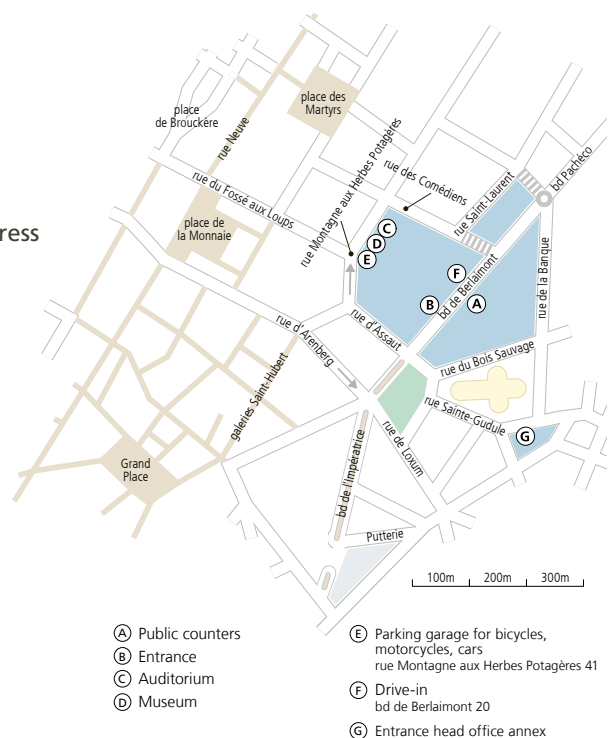 place des
Martyrs
place
de Brouckère
rue Neuve
rue Montagne aux Herbes Potagères
rue des Comédiens
rue Saint-Laurent
bd Pachéco
rue du Fossé aux Loups
ress
place de
la Monnaie
C
D
E
F
B
A
bd de Berlaimont
rue de la Banque
rue d'Arenberg
rue d'Assaut
rue du Bois Sauvage
galeries Saint-Hubert
rue Sainte-Gudule
G
rue de Loxum
bd de l'Impératrice
Grand
Place
Putterie
100m 200m 300m
A Public counters
B Entrance
C Auditorium
D Museum
E Parking garage for bicycles,
motorcycles, cars
rue Montagne aux Herbes Potagères 41
F Drive-in
bd de Berlaimont 20
G Entrance head office annex